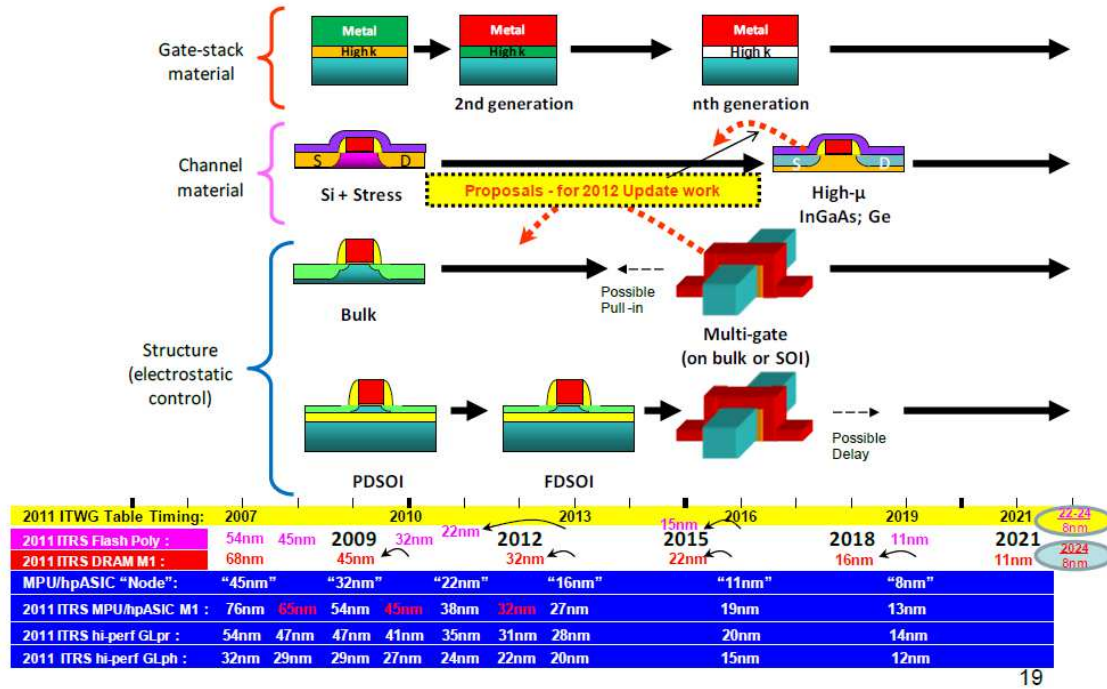 Metal
High k
Metal
High k
Metal
High k
Gate-stack
material
2nd generation
nth generation
Channel
material
S
D
S
D
Si + Stress
Proposals - for 2012 Update work
High-μ
InGaAs; Ge
Bulk
Possible
Pull-in
Multi-gate
(on bulk or SOI)
Structure
(electrostatic
control)
Possible
Delay
PDSOI
FDSOI
2011 ITWG Table Timing: 2007 2010 2013 2016 2019 2021 22-24
8nm
2011 ITRS Flash Poly : 54nm 45nm 2009 32nm 22nm 2012 15nm 2015 2018 11nm 2021
2011 ITRS DRAM M1 : 68nm 45nm 32nm 22nm 16nm 11nm 2024
8nm
MPU/hpASIC “Node”: “45nm” “32nm” “22nm” “16nm” “11nm” “8nm”
2011 ITRS MPU/hpASIC M1 : 76nm 65nm 54nm 45nm 38nm 32nm 27nm 19nm 13nm
2011 ITRS hi-perf GLpr : 54nm 47nm 47nm 41nm 35nm 31nm 28nm 20nm 14nm
2011 ITRS hi-perf GLph : 32nm 29nm 29nm 27nm 24nm 22nm 20nm 15nm 12nm
19